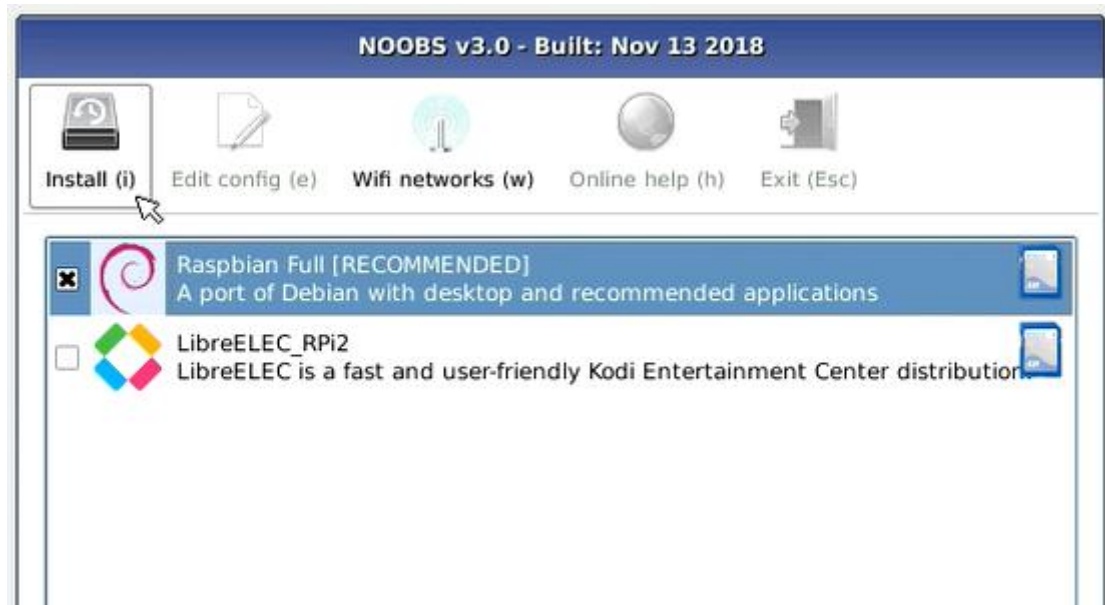 NOOBS v3.0 - Built: Nov 13 2018
Install (i) Edit config (e) Wifi networks (w) Online help (h) Exit (Esc)
Raspbian Full [RECOMMENDED]
A port of Debian with desktop and recommended applications
LibreELEC_RPi2
LibreELEC is a fast and user-friendly Kodi Entertainment Center distribution.